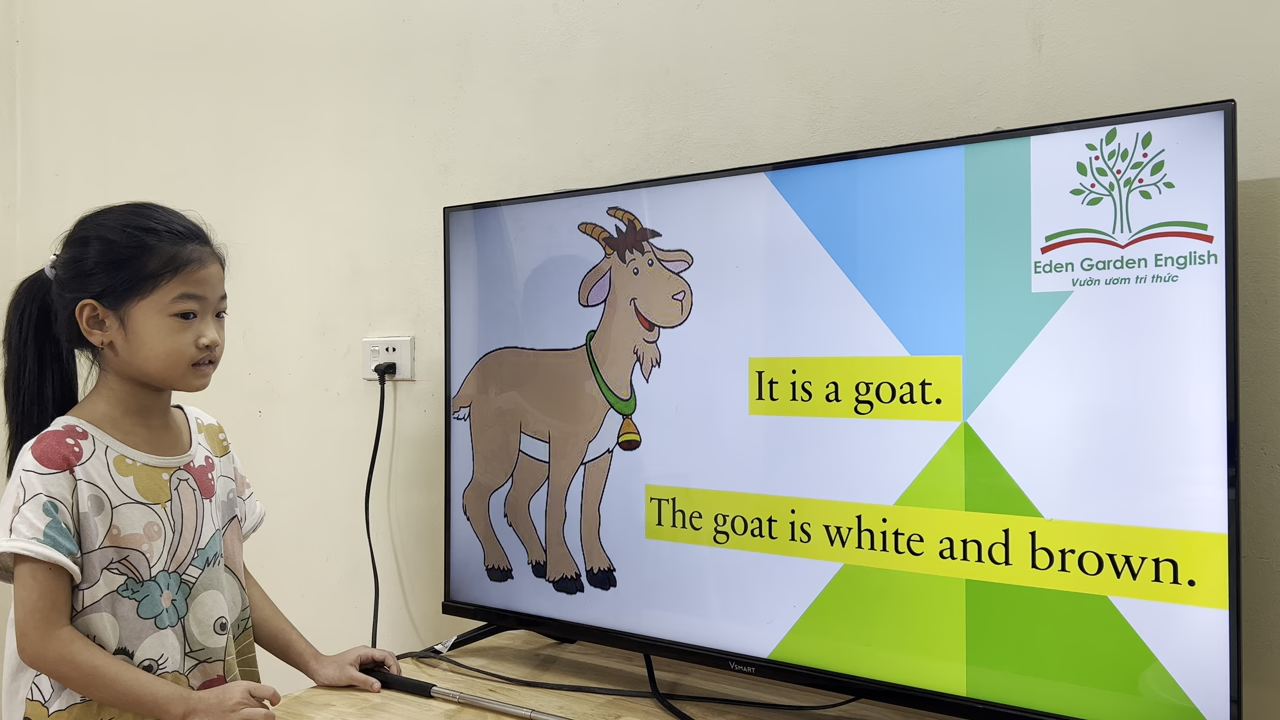 Eden Garden English
Vườn ươm tri thức
It is a goat.
The goat is white and brown.
VSMART